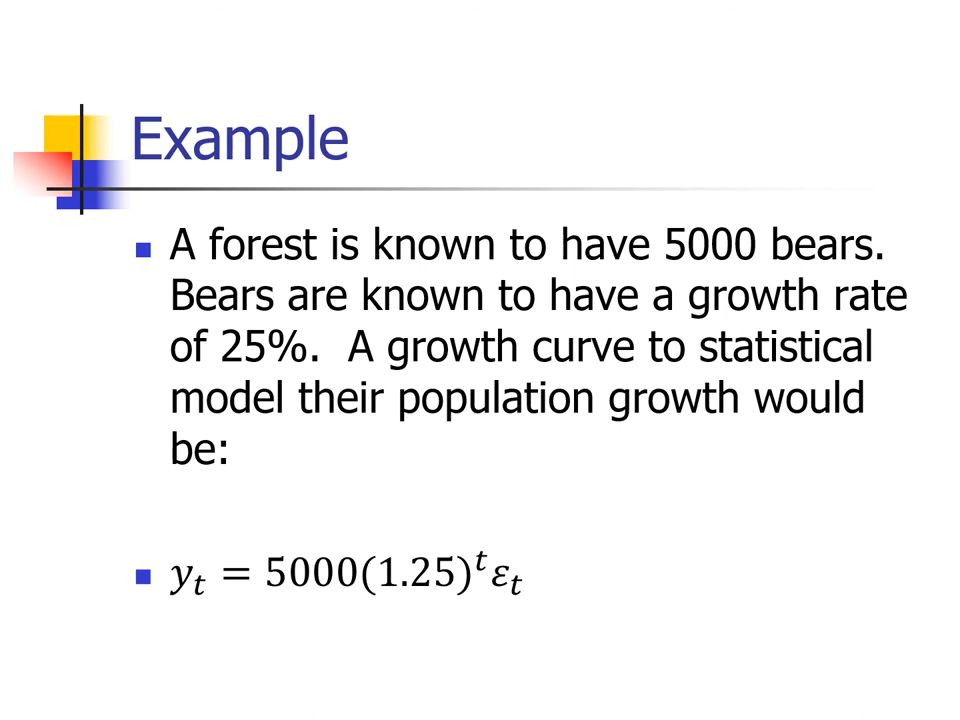 Example
A forest is known to have 5000 bears.
Bears are known to have a growth rate
of 25%.  A growth curve to statistical
model their population growth would
be:
$y_t = 5000(1.25)^t \varepsilon_t$